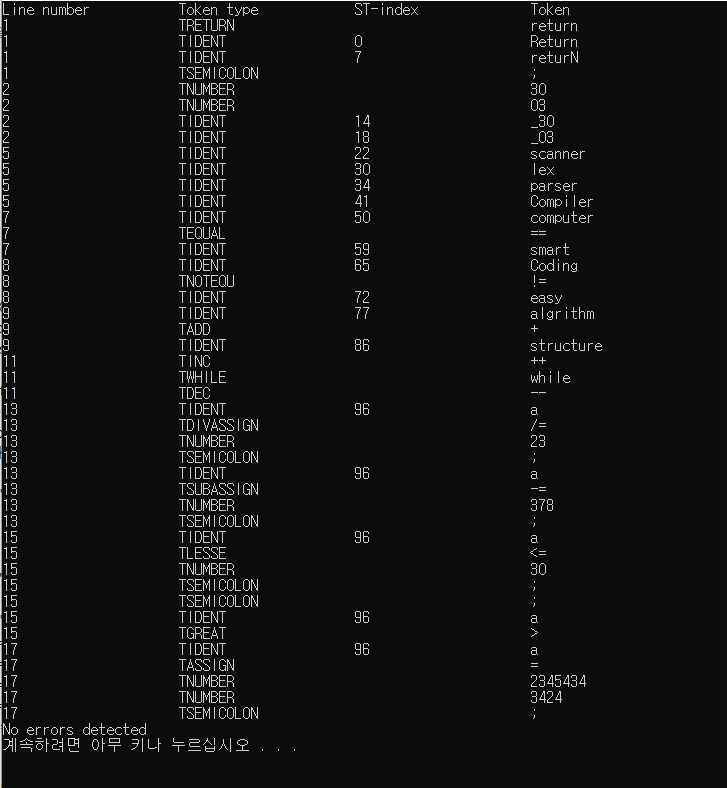 Line number Token type ST-index Token
1 TRETURN return
1 TIDENT 0 Return
1 TIDENT 7 returN
1 TSEMICOLON ;
2 TNUMBER 30
2 TNUMBER 03
2 TIDENT 14 _30
2 TIDENT 18 _03
5 TIDENT 22 scanner
5 TIDENT 30 lex
5 TIDENT 34 parser
5 TIDENT 41 Compiler
7 TIDENT 50 computer
7 TEQUAL ==
7 TIDENT 59 smart
8 TIDENT 65 Coding
8 TNOTEQU !=
8 TIDENT 72 easy
9 TIDENT 77 algrithm
9 TADD +
9 TIDENT 86 structure
11 TINC ++
11 TWHILE while
11 TDEC --
13 TIDENT 96 a
13 TDIVASSIGN /=
13 TNUMBER 23
13 TSEMICOLON ;
13 TIDENT 96 a
13 TSUBASSIGN -=
13 TNUMBER 378
13 TSEMICOLON ;
15 TIDENT 96 a
15 TLESSE <=
15 TNUMBER 30
15 TSEMICOLON ;
15 TSEMICOLON ;
15 TIDENT 96 a
15 TGREAT >
17 TIDENT 96 a
17 TASSIGN =
17 TNUMBER 2345434
17 TNUMBER 3424
17 TSEMICOLON ;
No errors detected
계속하려면 아무 키나 누르십시오 . . .